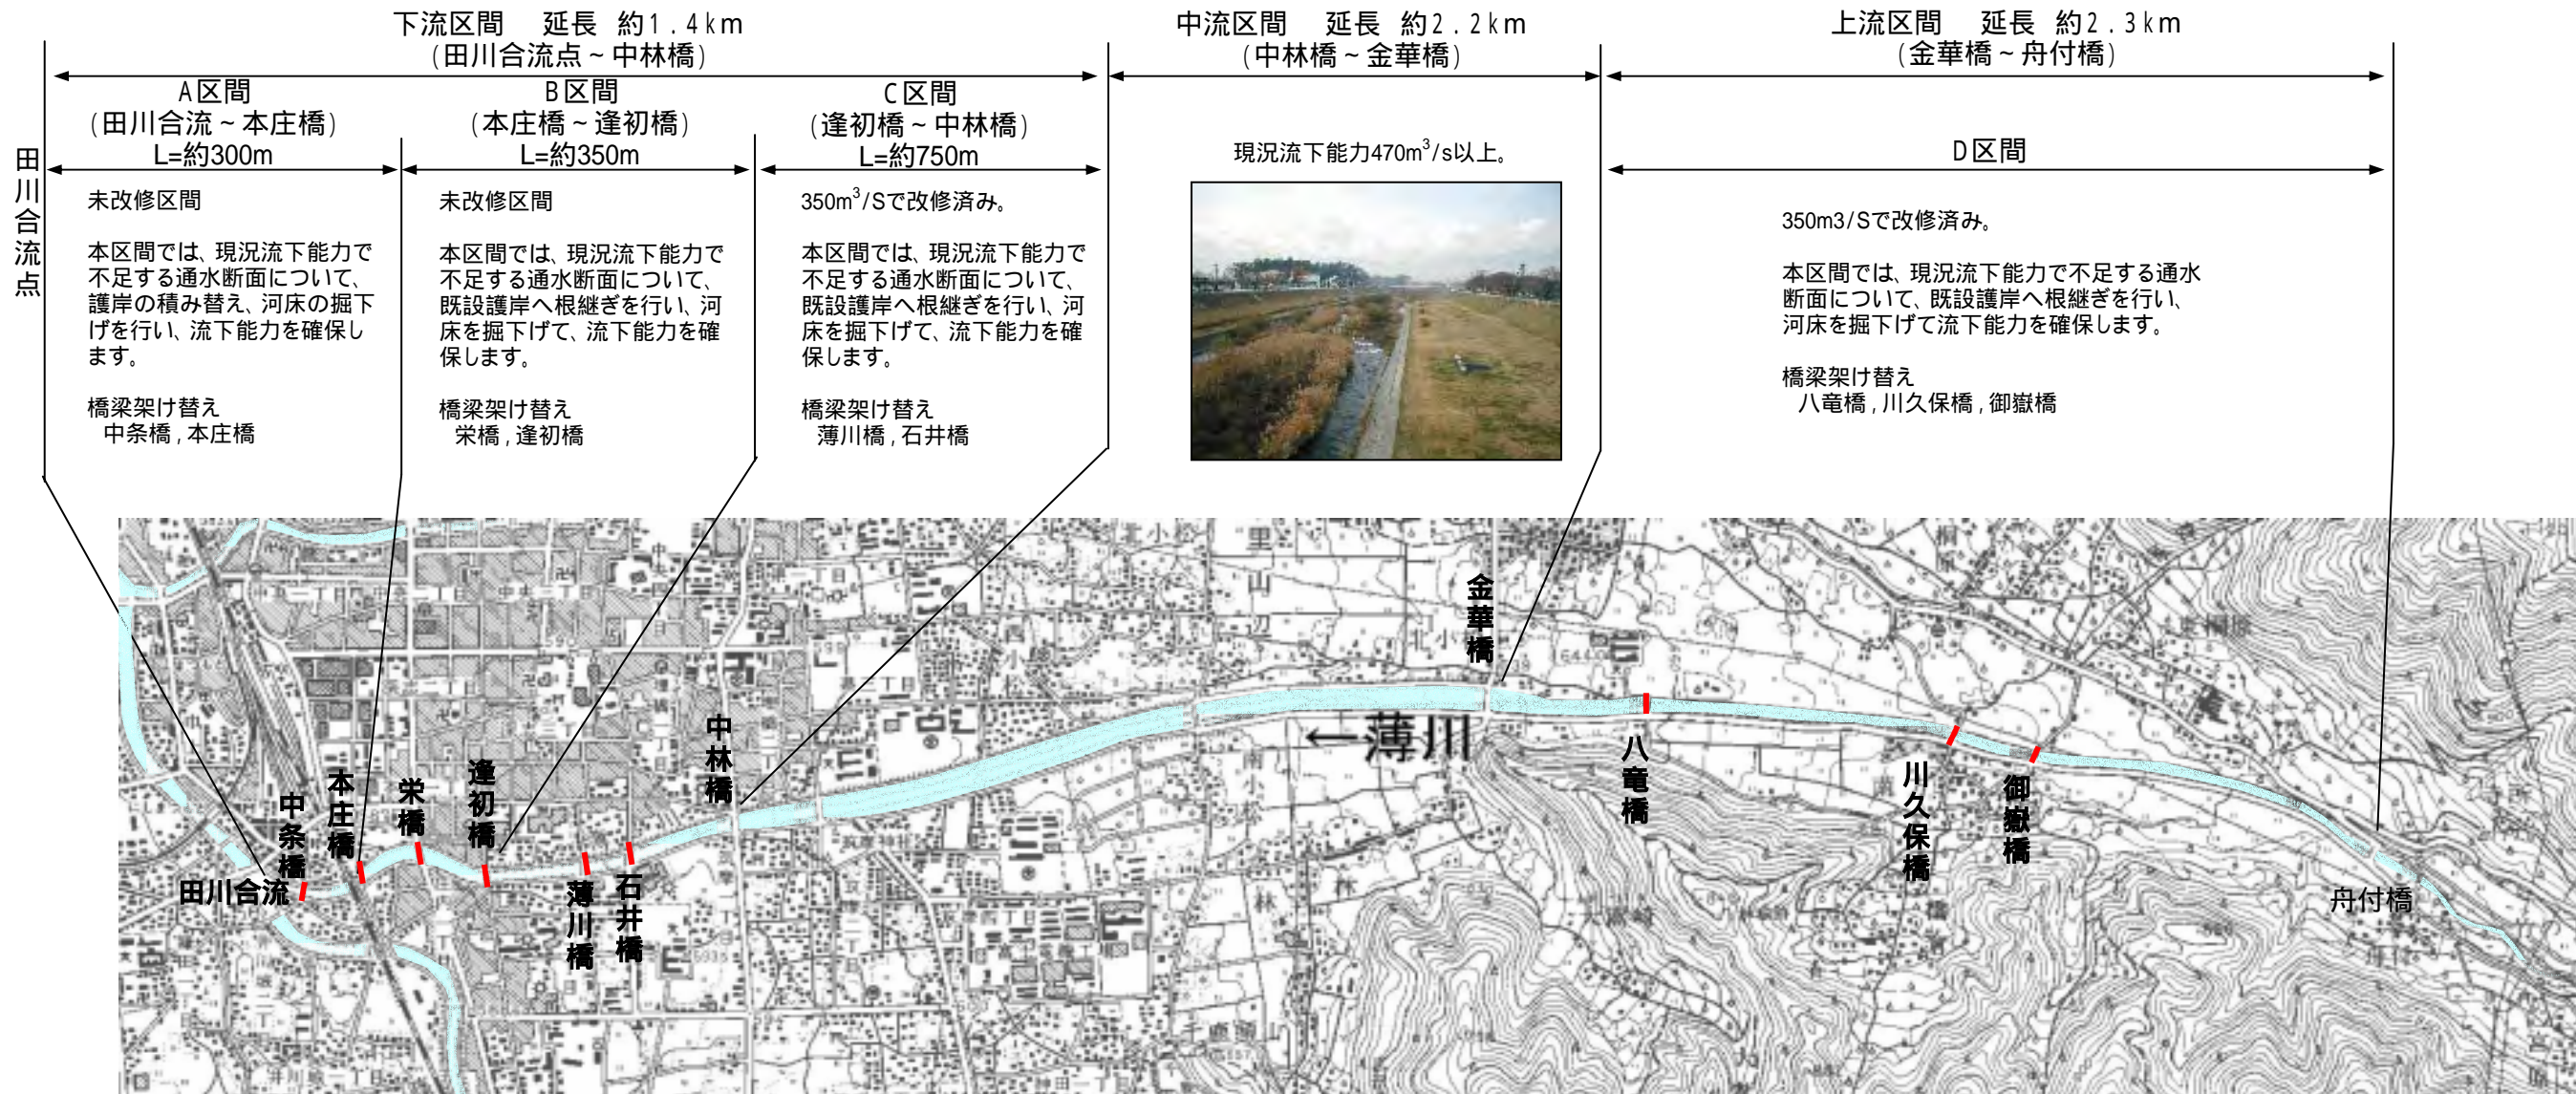 下流区間 延長 約1.4km
(田川合流点~中林橋)
中流区間 延長 約2.2km
(中林橋~金華橋)
上流区間 延長 約2.3km
(金華橋~舟付橋)
田川合流点
A区間
(田川合流~本庄橋)
L=約300m
未改修区間
本区間では、現況流下能力で
不足する通水断面について、
護岸の積み替え、河床の掘下
げを行い、流下能力を確保し
ます。
橋梁架け替え
中条橋,本庄橋
B区間
(本庄橋~逢初橋)
L=約350m
未改修区間
本区間では、現況流下能力で
不足する通水断面について、
既設護岸へ根継ぎを行い、河
床を掘下げて、流下能力を確
保します。
橋梁架け替え
栄橋,逢初橋
C区間
(逢初橋~中林橋)
L=約750m
350m³/Sで改修済み。
本区間では、現況流下能力で
不足する通水断面について、
既設護岸へ根継ぎを行い、河
床を掘下げて、流下能力を確
保します。
橋梁架け替え
薄川橋,石井橋
現況流下能力470m³/s以上。
D区間
350m3/Sで改修済み。
本区間では、現況流下能力で不足する通水
断面について、既設護岸へ根継ぎを行い、
河床を掘下げて流下能力を確保します。
橋梁架け替え
八竜橋,川久保橋,御嶽橋
田川合流
中条橋
本庄橋
栄橋
逢初橋
薄川橋
石井橋
中林橋
金華橋
←薄川
八竜橋
川久保橋
御嶽橋
舟付橋